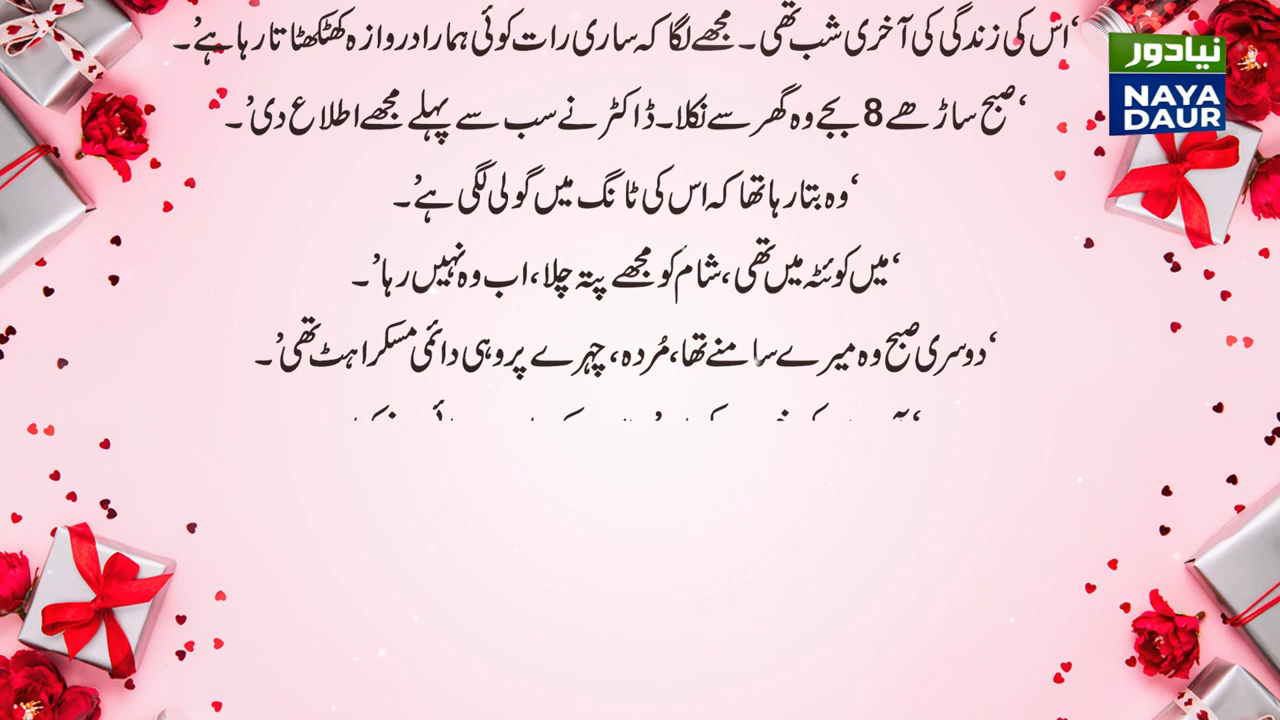 ‘اس کی زندگی کی آخری شب تھی۔ مجھے لگا کہ ساری رات کوئی ہمارا دروازہ کھٹکھٹاتا رہا ہے’۔
‘صبح ساڑھے 8 بجے وہ گھر سے نکلا۔ ڈاکٹر نے سب سے پہلے مجھے اطلاع دی’۔
‘وہ بتا رہا تھا کہ اس کی ٹانگ میں گولی لگی ہے’۔
‘میں کوئٹہ میں تھی، شام کو مجھے پتہ چلا، اب وہ نہیں رہا’۔
‘دوسری صبح وہ میرے سامنے تھا، مُردہ، چہرے پر وہی دائمی مسکراہٹ تھی’۔
نیا دور
NAYA
DAUR